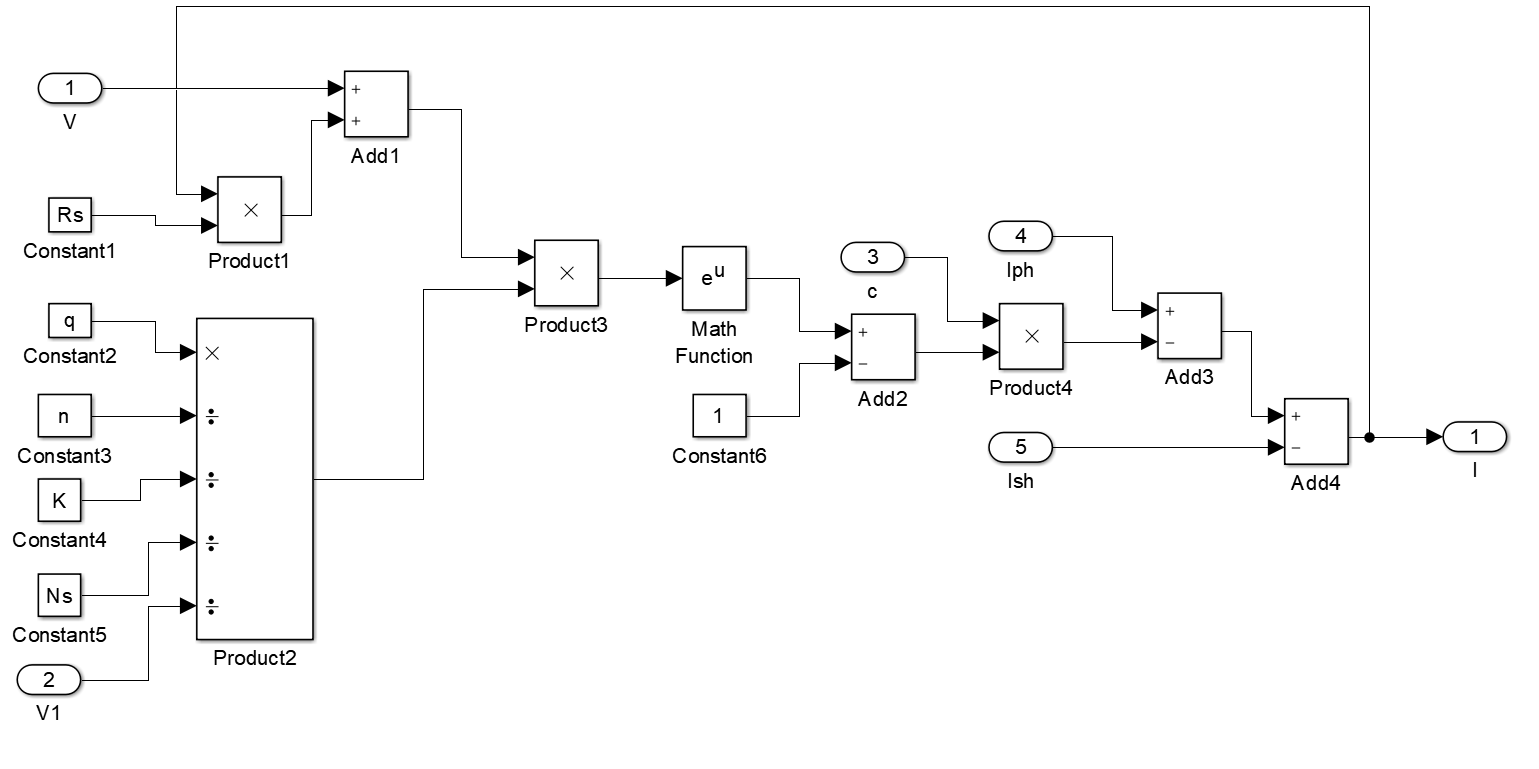 1
V
+
+
Add1
Rs
Constant1
×
Product1
q
Constant2
n
Constant3
K
Constant4
Ns
Constant5
2
V1
×
÷
÷
÷
÷
Product2
×
Product3
eu
Math
Function
1
Constant6
3
c
+
−
Add2
4
Iph
×
Product4
5
Ish
+
−
Add3
+
−
Add4
1
I